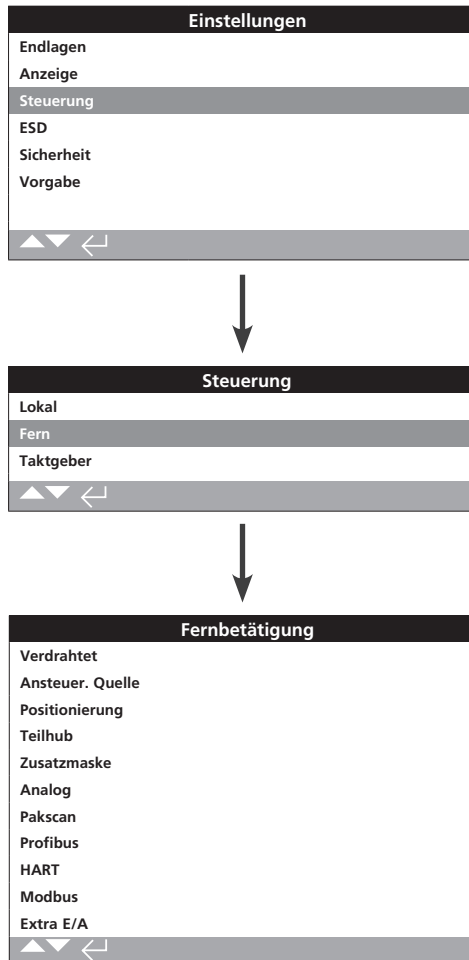 Einstellungen
Endlagen
Anzeige
Steuerung
ESD
Sicherheit
Vorgabe
Steuerung
Lokal
Fern
Taktgeber
Fernbetätigung
Verdrahtet
Ansteuer. Quelle
Positionierung
Teilhub
Zusatzmaske
Analog
Pakscan
Profibus
HART
Modbus
Extra E/A